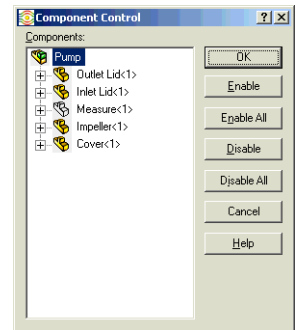 Component Control
Components:
Pump
Outlet Lid<1>
Inlet Lid<1>
Measure<1>
Impeller<1>
Cover<1>
OK
Enable
Enable All
Disable
Disable All
Cancel
Help